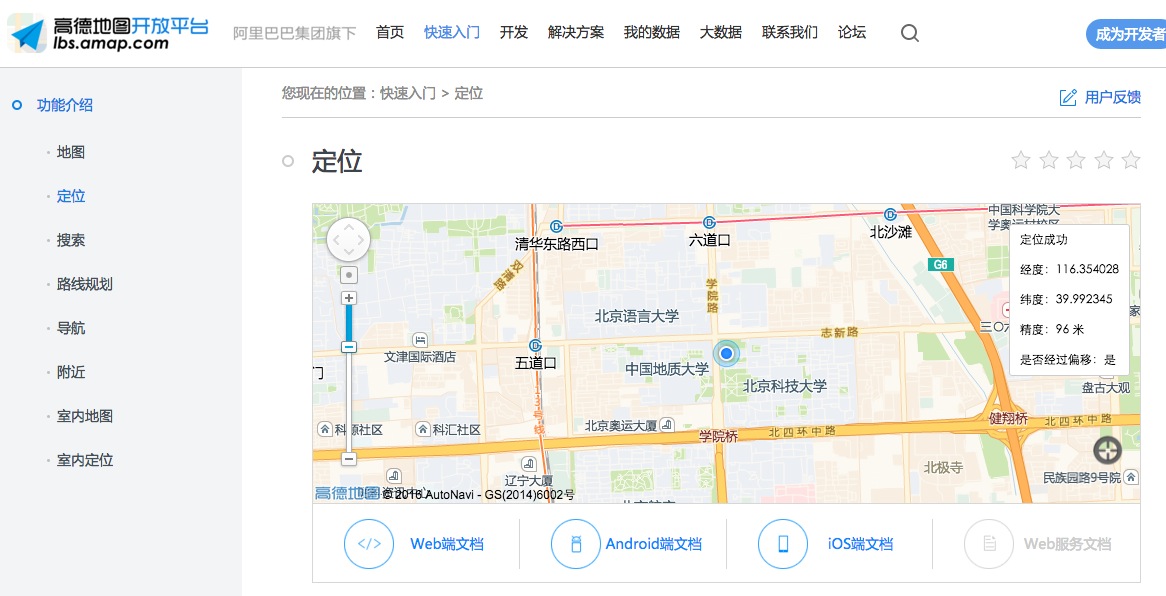 高德地图开放平台
lbs.amap.com
阿里巴巴集团旗下
首页 快速入门 开发 解决方案 我的数据 大数据 联系我们 论坛
成为开发者
功能介绍
地图
定位
搜索
路线规划
导航
附近
室内地图
室内定位
您现在的位置：快速入门 > 定位
用户反馈
定位
中国科学院大
清华东路西口
六道口
北沙滩
双清路
学院路
G6
定位成功
经度：116.354028
纬度：39.992345
精度：96 米
是否经过偏移：是
北京语言大学
志新路
文津国际酒店
五道口
中国地质大学
北京科技大学
盘古大观
13号线
科汇社区
北京奥运大厦
学院桥
北四环中路
健翔桥
北四环中路
辽宁大厦
北极寺
民族园路9号院
高德地图
© 2016 AutoNavi - GS(2014)6002号
Web端文档
Android端文档
iOS端文档
Web服务文档